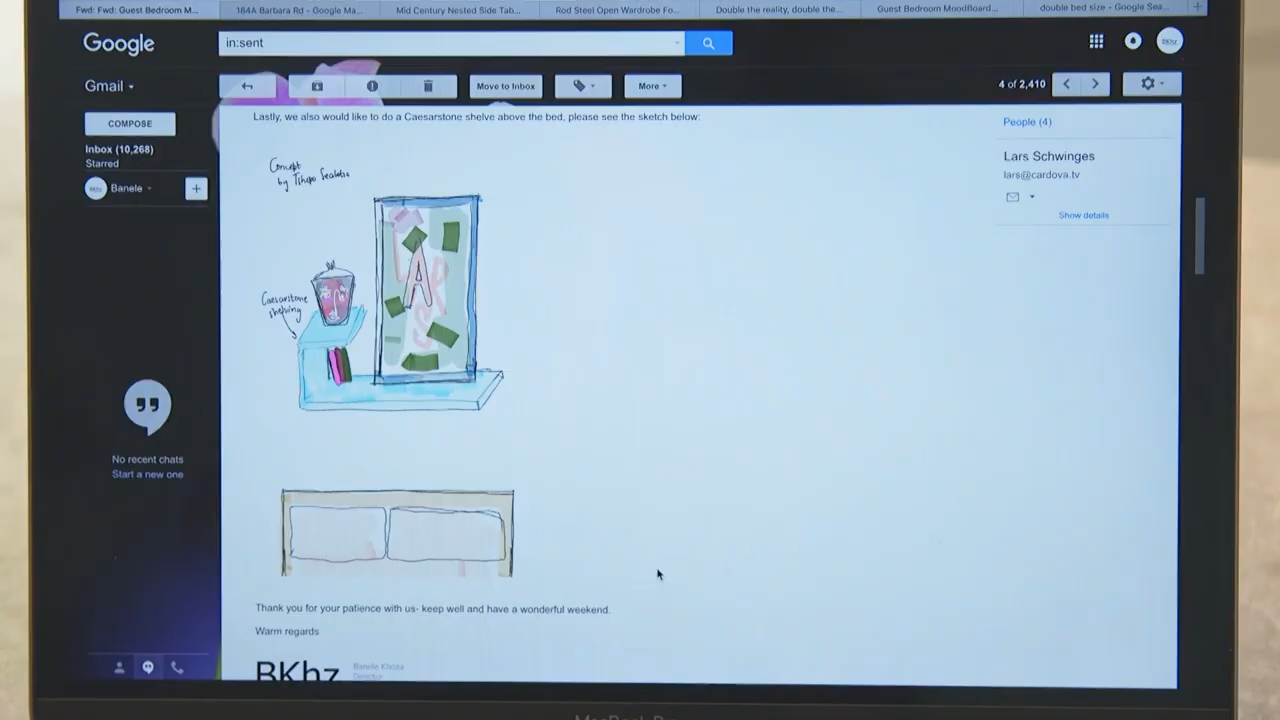 Fwd: Fwd: Guest Bedroom M...
184A Barbara Rd - Google Ma...
Mid Century Nested Side Tab...
Rod Steel Open Wardrobe Fo...
Double the reality, double the...
Guest Bedroom MoodBoard...
double bed size - Google Sea...
Google
in:sent
Gmail
Move to Inbox
More
4 of 2,410
COMPOSE
Inbox (10,268)
Starred
Banele
No recent chats
Start a new one
Lastly, we also would like to do a Caesarstone shelve above the bed, please see the sketch below:
Concept
by
Caesarstone
shelving
A
Thank you for your patience with us- keep well and have a wonderful weekend.
Warm regards
BKhz
Banele Khoza
Director
People (4)
Lars Schwinges
lars@cardova.tv
Show details
MacBook Pro